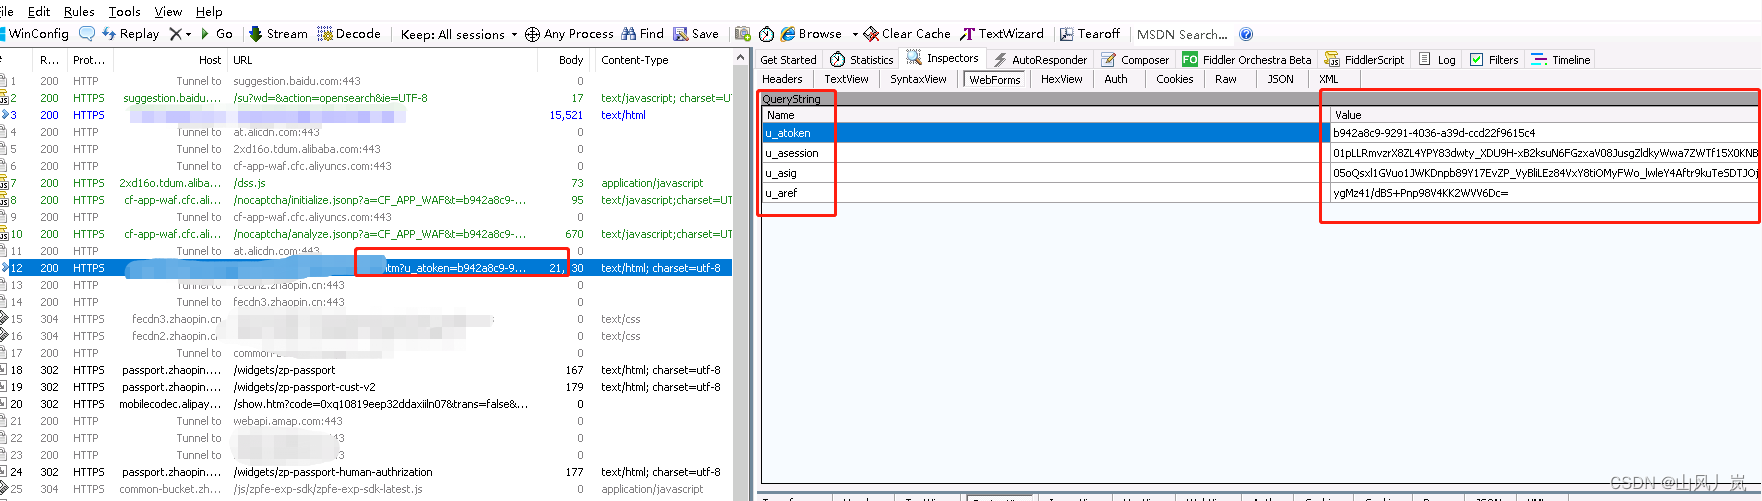 ile Edit Rules Tools View Help
WinConfig Replay Go Stream Decode Keep: All sessions Any Process Find Save Browse Clear Cache TextWizard Tearoff MSDN Search...
Get Started Statistics Inspectors AutoResponder Composer FO Fiddler Orchestra Beta FiddlerScript Log Filters Timeline
Headers TextView SyntaxView WebForms HexView Auth Cookies Raw JSON XML
R... Prot... Host URL Body Content-Type
1 200 HTTP Tunnel to suggestion.baidu.com:443 0
2 200 HTTPS suggestion.baidu.... /su?wd=&action=opensearch&ie=UTF-8 17 text/javascript; charset=UT
3 200 HTTPS 15,521 text/html
4 200 HTTP Tunnel to at.alicdn.com:443 0
5 200 HTTP Tunnel to 2xd16o.tdum.alibaba.com:443 0
6 200 HTTP Tunnel to cf-app-waf.cfc.aliyuncs.com:443 0
7 200 HTTPS 2xd16o.tdum.aliba... /dss.js 73 application/javascript
8 200 HTTPS cf-app-waf.cfc.aliy... /nocaptcha/initialize.jsonp?a=CF_APP_WAF&t=b942a8c9-... 95 text/javascript;charset=UT
9 200 HTTP Tunnel to cf-app-waf.cfc.aliyuncs.com:443 0
10 200 HTTPS cf-app-waf.cfc.aliy... /nocaptcha/analyze.jsonp?a=CF_APP_WAF&t=b942a8c9-... 670 text/javascript;charset=UT
11 200 HTTP Tunnel to at.alicdn.com:443 0
12 200 HTTPS htm?u_atoken=b942a8c9-9... 21, 30 text/html; charset=utf-8
13 200 HTTP Tunnel to fecdn2.zhaopin.cn:443 0
14 200 HTTP Tunnel to fecdn3.zhaopin.cn:443 0
15 304 HTTPS fecdn3.zhaopin.cn 0 text/css
16 304 HTTPS fecdn2.zhaopin.c 0 text/css
17 200 HTTP Tunnel to common- 0
18 302 HTTPS passport.zhaopin.... /widgets/zp-passport 167 text/html; charset=utf-8
19 302 HTTPS passport.zhaopin.... /widgets/zp-passport-cust-v2 179 text/html; charset=utf-8
20 302 HTTPS mobilecodec.alipay... /show.htm?code=0xq10819eep32ddaxiiln07&trans=false&... 0
21 200 HTTP Tunnel to webapi.amap.com:443 0
22 200 HTTP Tunnel to 443 0
23 200 HTTP Tunnel to :443 0
24 302 HTTPS passport.zhaopin.... /widgets/zp-passport-human-authrization 177 text/html; charset=utf-8
25 304 HTTPS common-bucket.zh... /js/zpfe-exp-sdk/zpfe-exp-sdk-latest.js 0 application/javascript
QueryString
Name Value
u_atoken b942a8c9-9291-4036-a39d-ccd22f9615c4
u_asession 01pLLRmvzrX8ZL4YPY83dwty_XDU9H-xB2ksuN6FGzxaV08JusgZldkyWwa7ZWTf15X0KNB
u_asig 05oQsxl1GVuo1JWKDnpb89Y17EvZP_VyBliLEz84VxY8tiOMyFWo_lwleY4Aftr9kuTeSDTJOj
u_aref ygMz41/dBS+Pnp98V4KK2WVV6Dc=
CSDN @山风丿岚